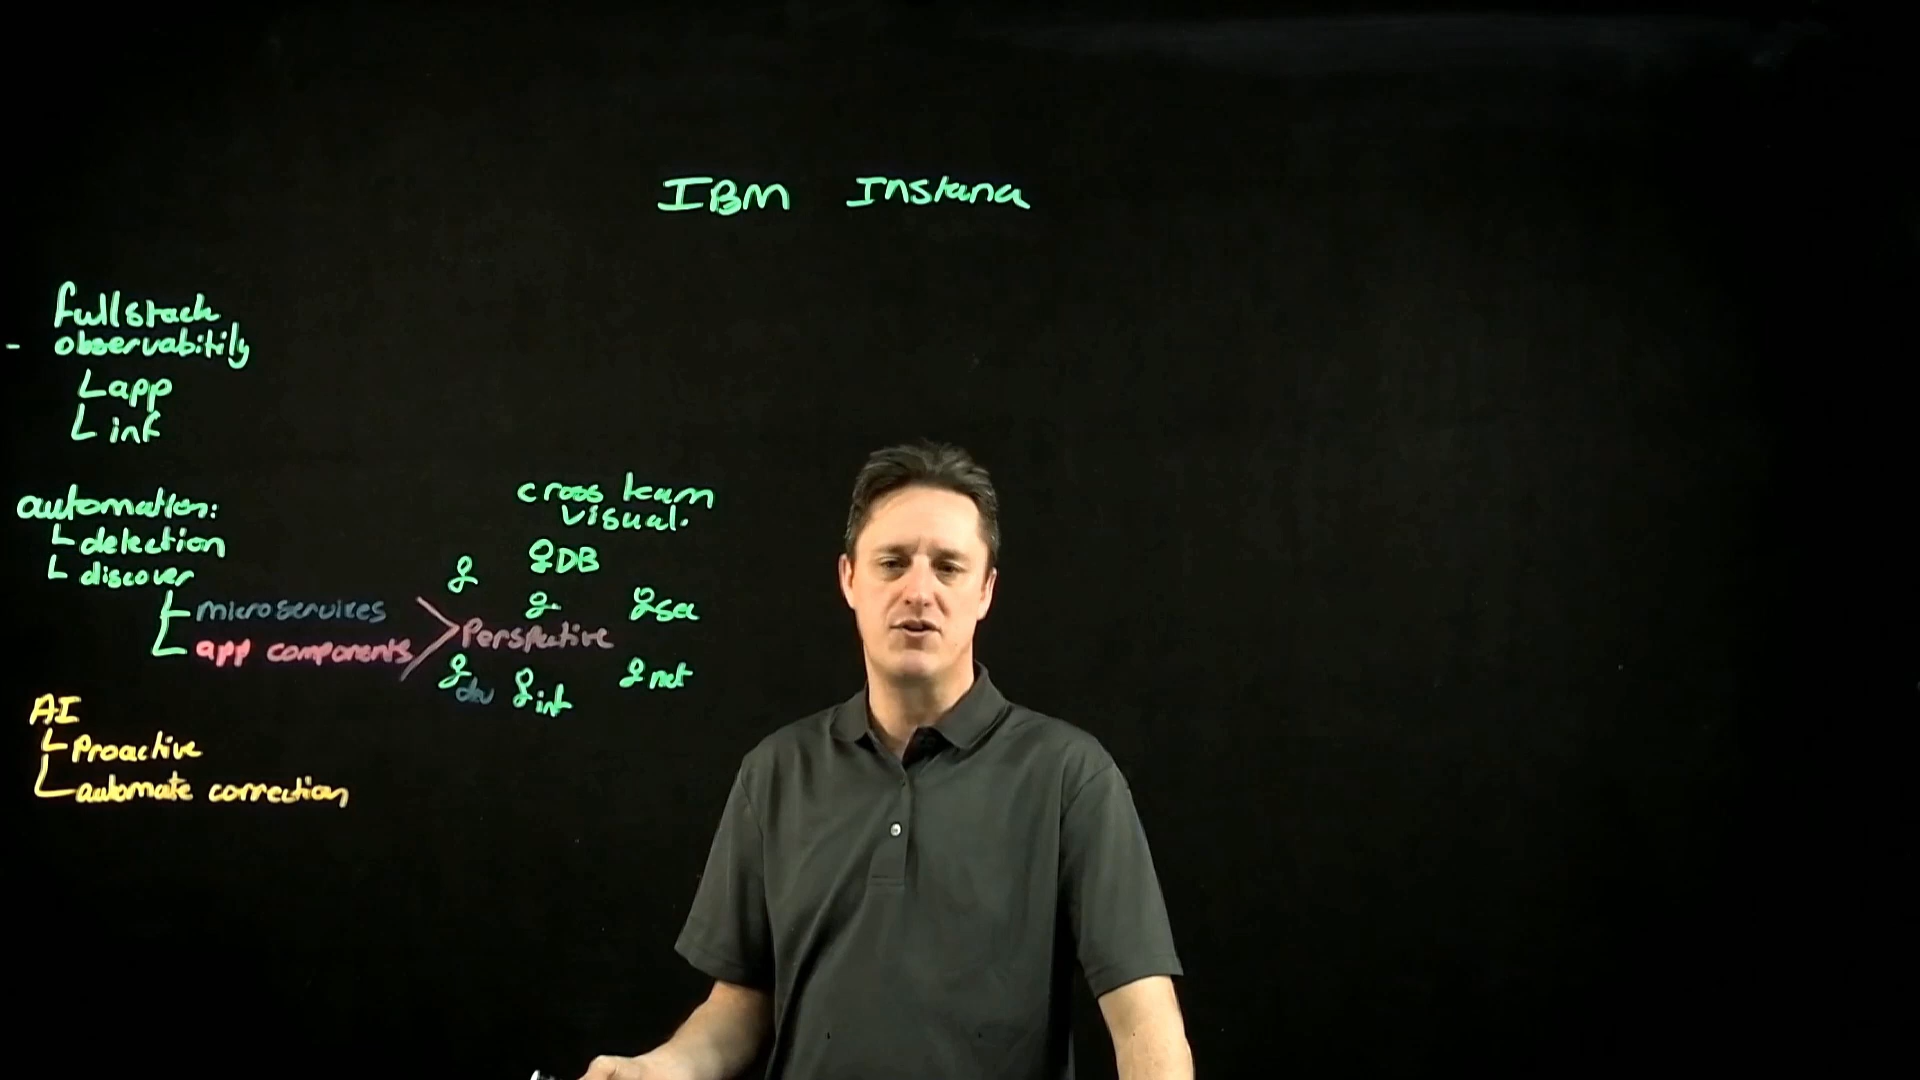 IBM Instana
fullstack
- observability
app
inf
automation:
detection
discover
microservices
app components
Perspective
cross team
visual.
DB
sec
dev
inf
net
AI
Proactive
automate correction